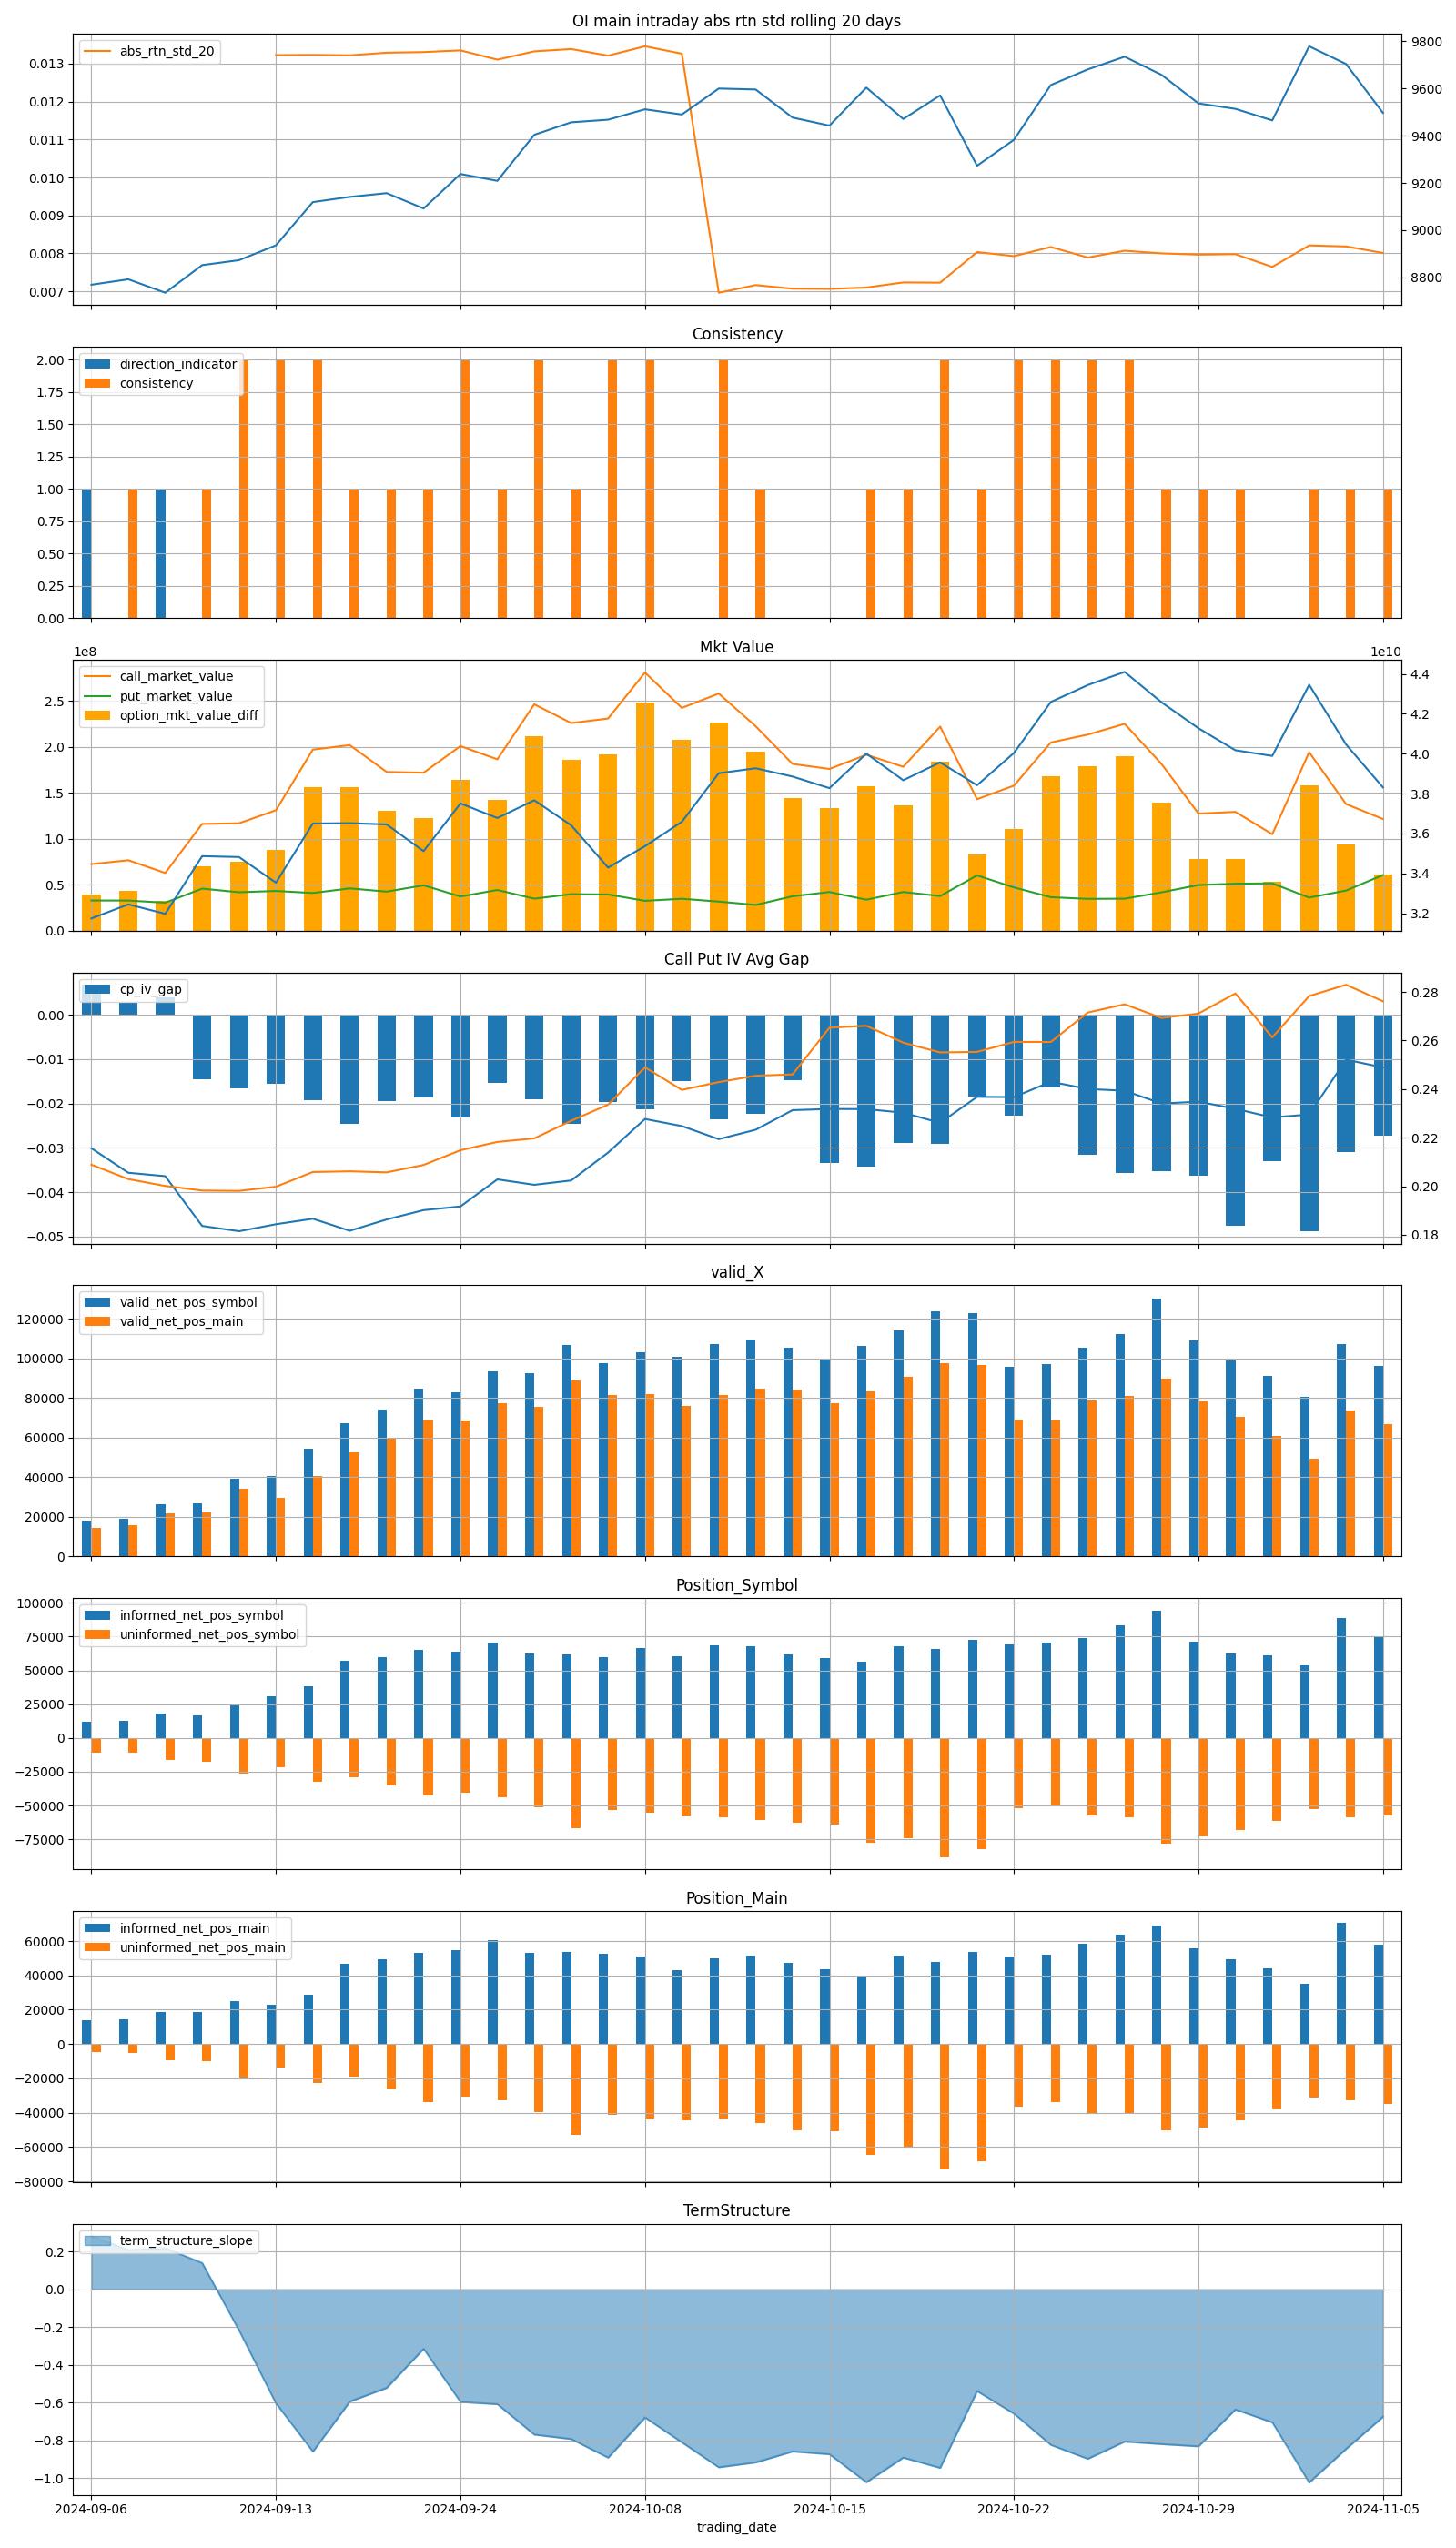 OI main intraday abs rtn std rolling 20 days
abs_rtn_std_20
0.013
0.012
0.011
0.010
0.009
0.008
0.007
9800
9600
9400
9200
9000
8800
Consistency
direction_indicator
consistency
2.00
1.75
1.50
1.25
1.00
0.75
0.50
0.25
0.00
Mkt Value
1e8
1e10
call_market_value
put_market_value
option_mkt_value_diff
2.5
2.0
1.5
1.0
0.5
0.0
4.4
4.2
4.0
3.8
3.6
3.4
3.2
Call Put IV Avg Gap
cp_iv_gap
0.00
−0.01
−0.02
−0.03
−0.04
−0.05
0.28
0.26
0.24
0.22
0.20
0.18
valid_X
valid_net_pos_symbol
valid_net_pos_main
120000
100000
80000
60000
40000
20000
0
Position_Symbol
informed_net_pos_symbol
uninformed_net_pos_symbol
100000
75000
50000
25000
0
−25000
−50000
−75000
Position_Main
informed_net_pos_main
uninformed_net_pos_main
60000
40000
20000
0
−20000
−40000
−60000
−80000
TermStructure
term_structure_slope
0.2
0.0
−0.2
−0.4
−0.6
−0.8
−1.0
2024-09-06 2024-09-13 2024-09-24 2024-10-08 2024-10-15 2024-10-22 2024-10-29 2024-11-05
trading_date